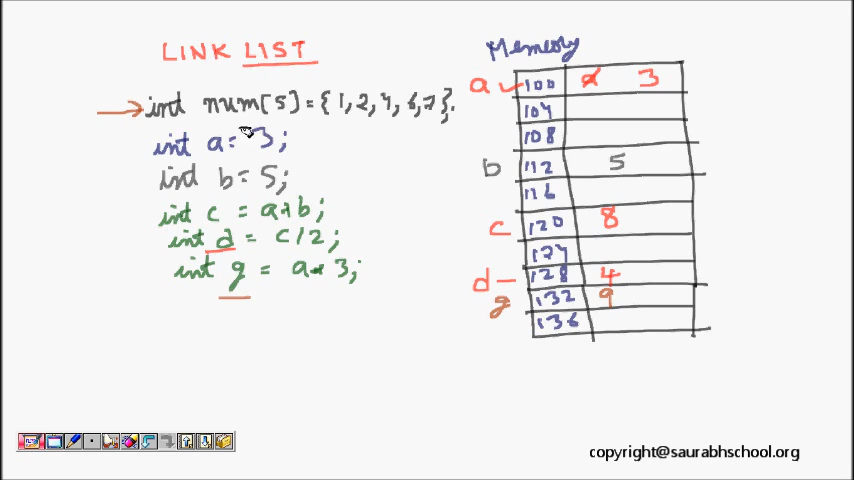 LINK LIST
int num[5] = { 1, 2, 4, 6, 7 };
int a = 3;
int b = 5;
int c = a+b;
int d = c/2;
int g = a* 3;
Memory
a 100 3
104
108
b 112 5
116
c 120 8
124
d 128 4
g 132 9
136
copyright@saurabhschool.org